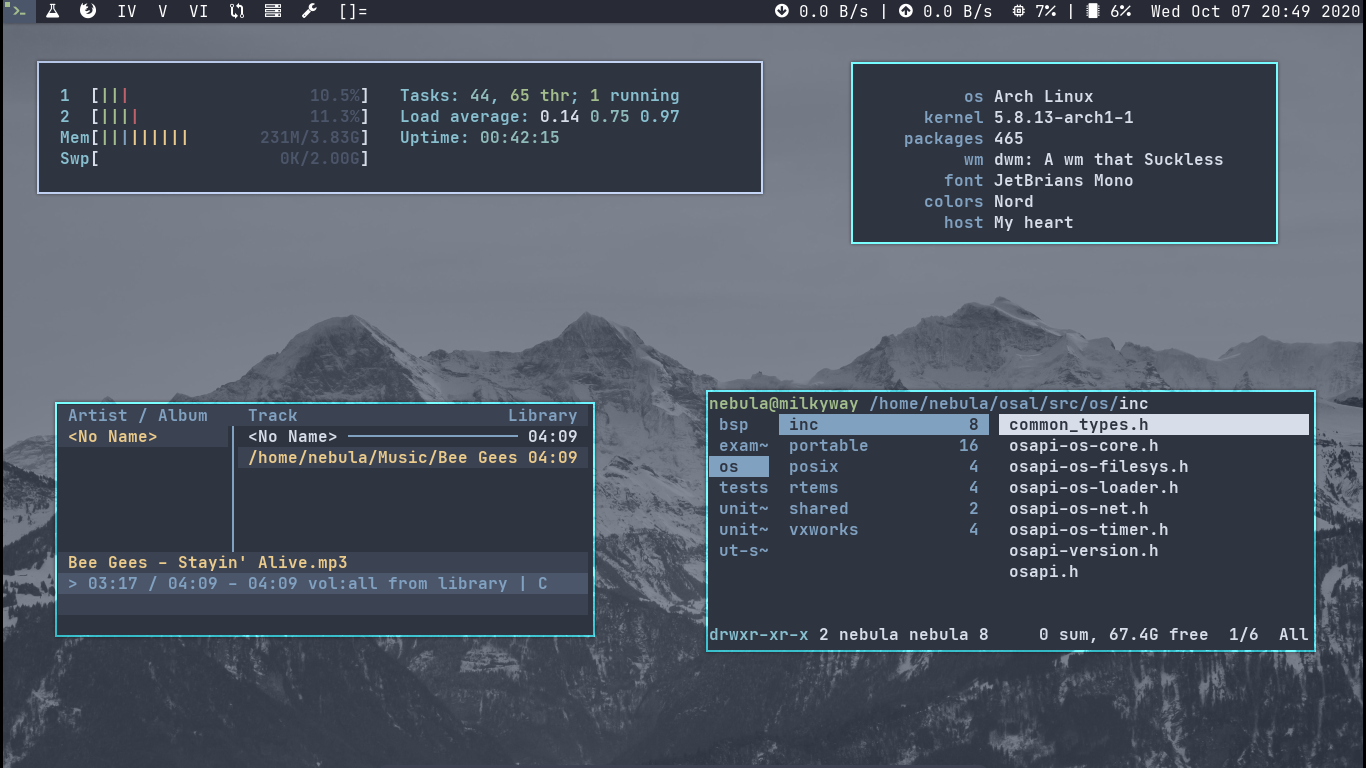 IV V VI []= 0.0 B/s | 0.0 B/s 7% | 6% Wed Oct 07 20:49 2020
1 [||| 10.5%] Tasks: 44, 65 thr; 1 running
2 [|||| 11.3%] Load average: 0.14 0.75 0.97
Mem[||||||||| 231M/3.83G] Uptime: 00:42:15
Swp[ 0K/2.00G]
os Arch Linux
kernel 5.8.13-arch1-1
packages 465
wm dwm: A wm that Suckless
font JetBrians Mono
colors Nord
host My heart
Artist / Album Track Library
<No Name> <No Name> 04:09
/home/nebula/Music/Bee Gees 04:09
Bee Gees - Stayin' Alive.mp3
> 03:17 / 04:09 - 04:09 vol:all from library | C
nebula@milkyway /home/nebula/osal/src/os/inc
bsp inc 8 common_types.h
exam~ portable 16 osapi-os-core.h
os posix 4 osapi-os-filesys.h
tests rtems 4 osapi-os-loader.h
unit~ shared 2 osapi-os-net.h
unit~ vxworks 4 osapi-os-timer.h
ut-s~ osapi-version.h
osapi.h
drwxr-xr-x 2 nebula nebula 8 0 sum, 67.4G free 1/6 All